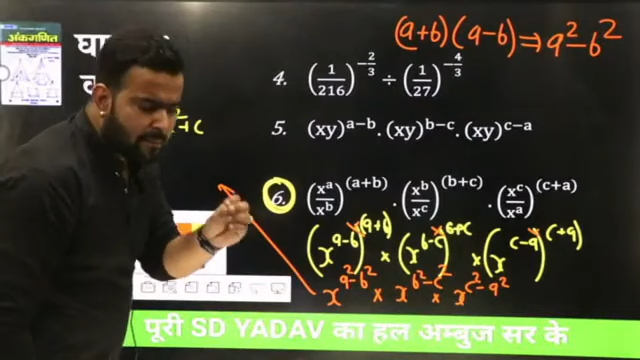 अंकगणित
(a+b)(a-b)⇒a²-b²
4. (1/216)^(-2/3) ÷ (1/27)^(-4/3)
5. (xy)^(a-b) . (xy)^(b-c) . (xy)^(c-a)
6. (x^a/x^b)^(a+b) . (x^b/x^c)^(b+c) . (x^c/x^a)^(c+a)
(x^(a-b))^(a+b) × (x^(b-c))^(b+c) × (x^(c-a))^(c+a)
x^(a²-b²) × x^(b²-c²) × x^(c²-a²)
पूरी SD YADAV का हल अम्बुज सर के